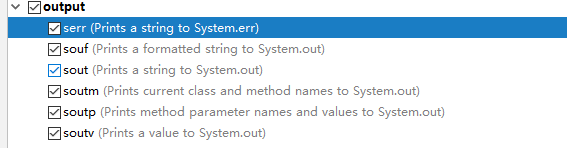 output
serr (Prints a string to System.err)
souf (Prints a formatted string to System.out)
sout (Prints a string to System.out)
soutm (Prints current class and method names to System.out)
soutp (Prints method parameter names and values to System.out)
soutv (Prints a value to System.out)